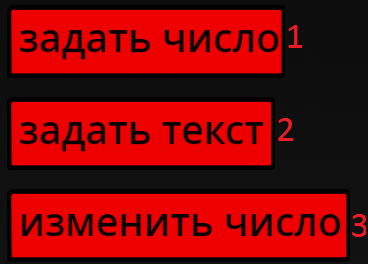 задать число 1
задать текст 2
изменить число 3